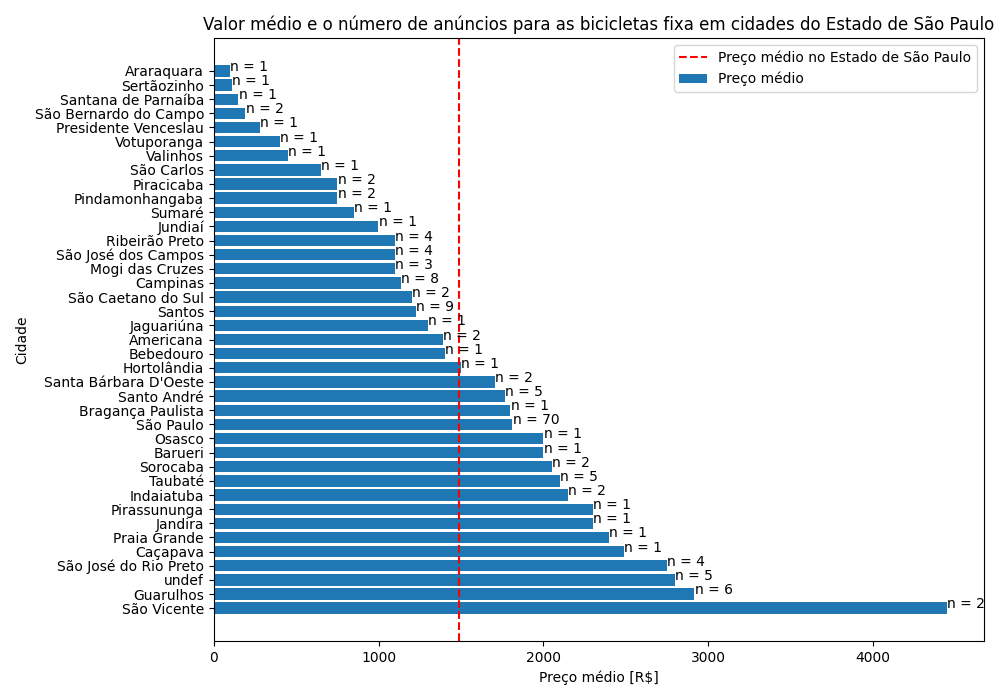 Valor médio e o número de anúncios para as bicicletas fixa em cidades do Estado de São Paulo
Preço médio no Estado de São Paulo
Preço médio
Cidade
Araraquara n = 1
Sertãozinho n = 1
Santana de Parnaíba n = 1
São Bernardo do Campo n = 2
Presidente Venceslau n = 1
Votuporanga n = 1
Valinhos n = 1
São Carlos n = 1
Piracicaba n = 2
Pindamonhangaba n = 2
Sumaré n = 1
Jundiaí n = 1
Ribeirão Preto n = 4
São José dos Campos n = 4
Mogi das Cruzes n = 3
Campinas n = 8
São Caetano do Sul n = 2
Santos n = 9
Jaguariúna n = 1
Americana n = 2
Bebedouro n = 1
Hortolândia n = 1
Santa Bárbara D'Oeste n = 2
Santo André n = 5
Bragança Paulista n = 1
São Paulo n = 70
Osasco n = 1
Barueri n = 1
Sorocaba n = 2
Taubaté n = 5
Indaiatuba n = 2
Pirassununga n = 1
Jandira n = 1
Praia Grande n = 1
Caçapava n = 1
São José do Rio Preto n = 4
undef n = 5
Guarulhos n = 6
São Vicente n = 2
0 1000 2000 3000 4000
Preço médio [R$]